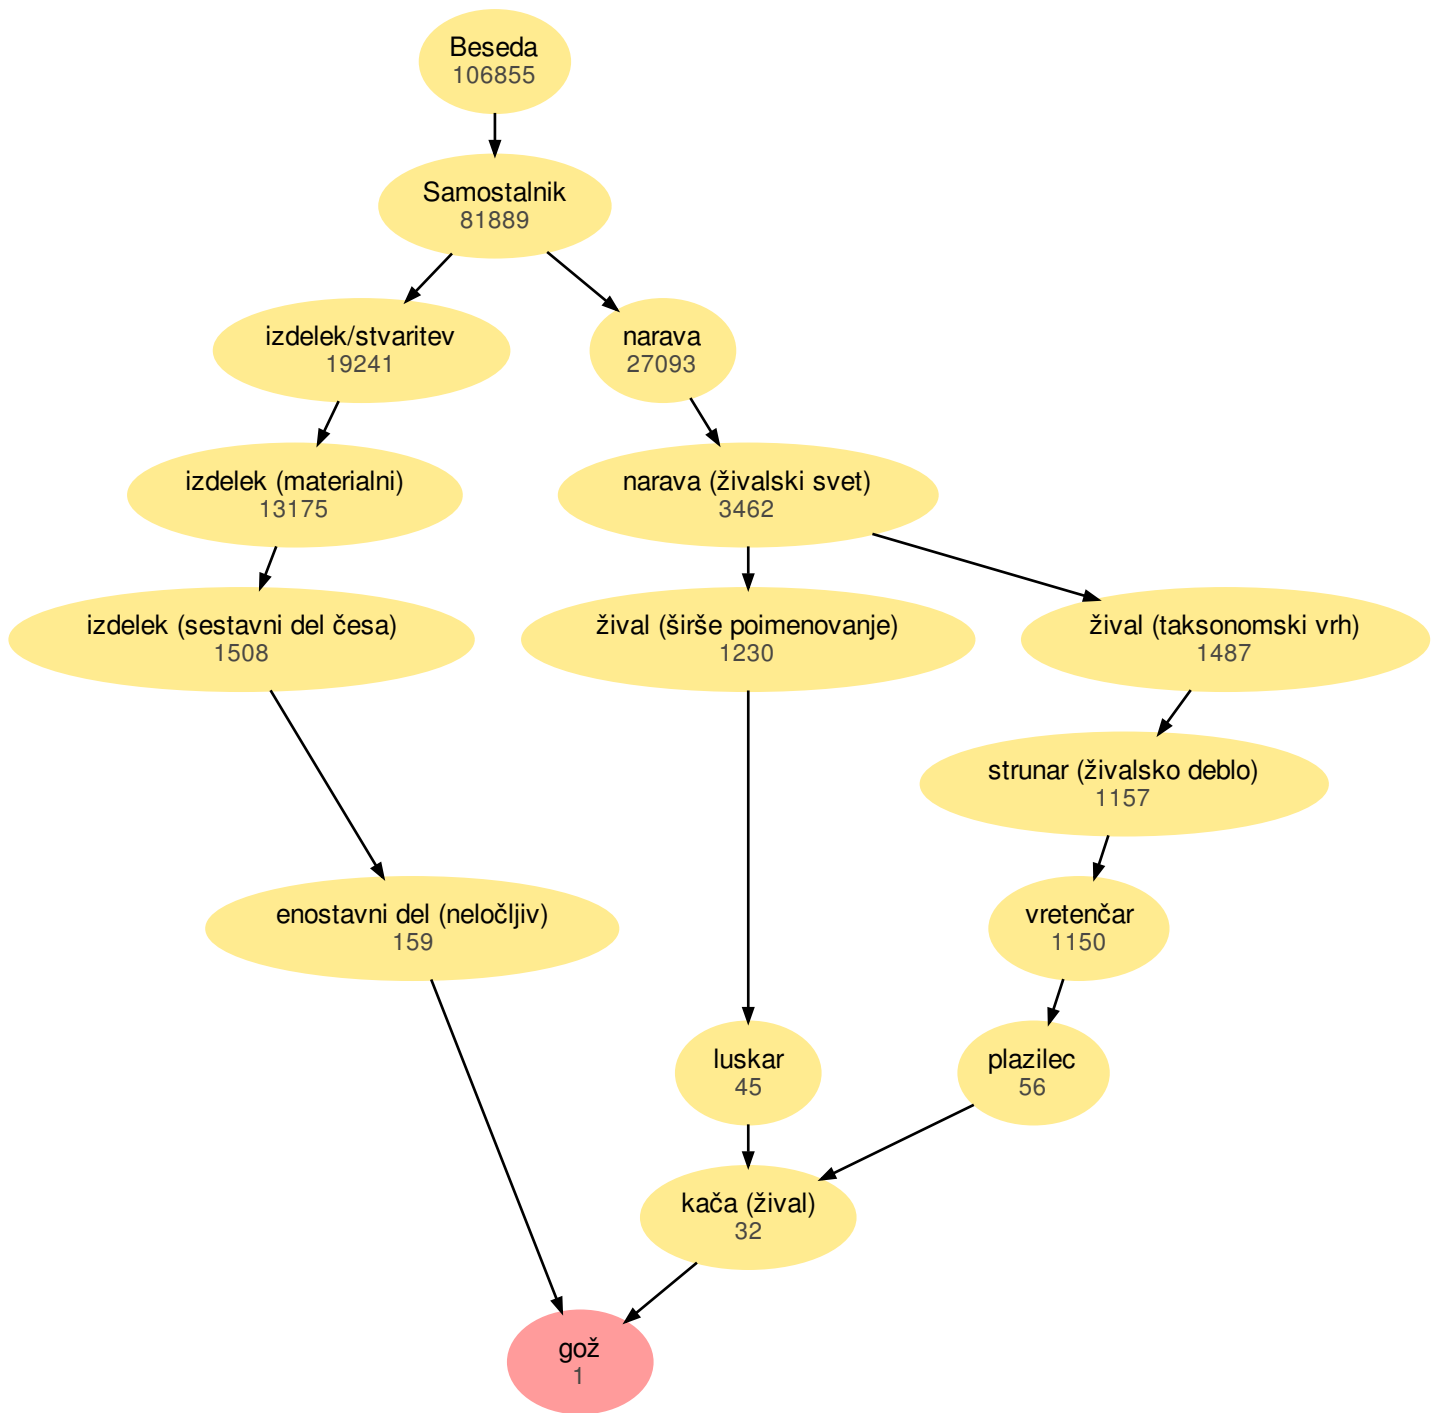 Beseda
106855
Samostalnik
81889
izdelek/stvaritev
19241
narava
27093
izdelek (materialni)
13175
narava (živalski svet)
3462
izdelek (sestavni del česa)
1508
žival (širše poimenovanje)
1230
žival (taksonomski vrh)
1487
strunar (živalsko deblo)
1157
enostavni del (neločljiv)
159
vretenčar
1150
luskar
45
plazilec
56
kača (žival)
32
gož
1